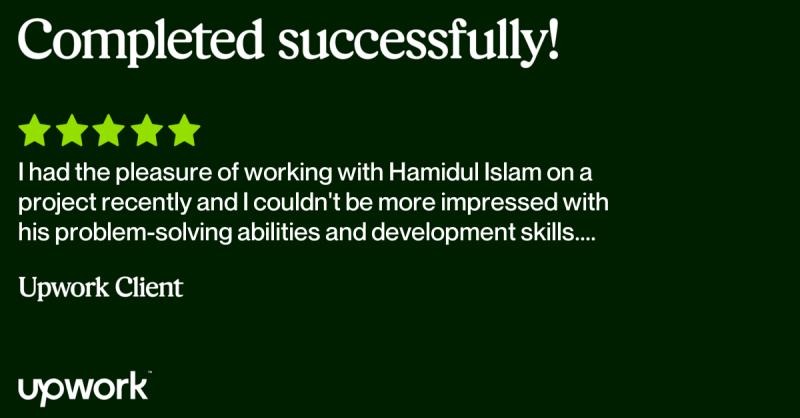 Completed successfully!
I had the pleasure of working with Hamidul Islam on a
project recently and I couldn't be more impressed with
his problem-solving abilities and development skills....
Upwork Client
upwork™